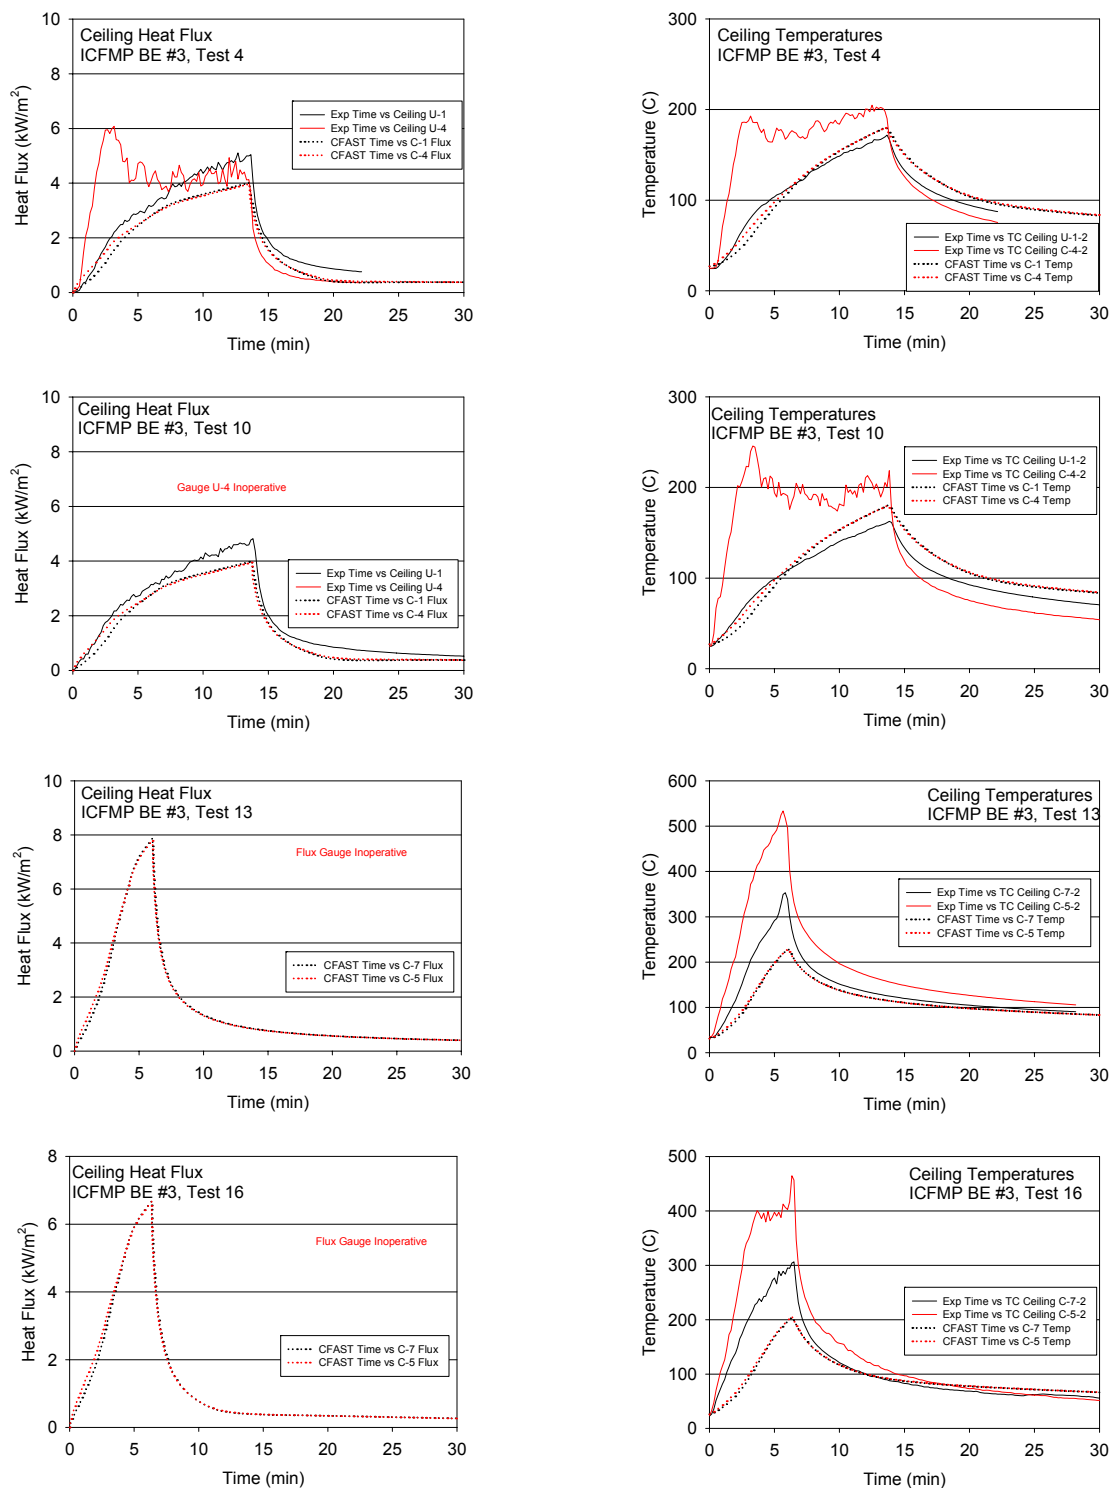 Ceiling Heat Flux
ICFMP BE #3, Test 4
Heat Flux (kW/m²)
10
8
6
4
2
0
Exp Time vs Ceiling U-1
Exp Time vs Ceiling U-4
CFAST Time vs C-1 Flux
CFAST Time vs C-4 Flux
0 5 10 15 20 25 30
Time (min)
Ceiling Temperatures
ICFMP BE #3, Test 4
Temperature (C)
300
200
100
0
Exp Time vs TC Ceiling U-1-2
Exp Time vs TC Ceiling C-4-2
CFAST Time vs C-1 Temp
CFAST Time vs C-4 Temp
0 5 10 15 20 25 30
Time (min)
Ceiling Heat Flux
ICFMP BE #3, Test 10
Heat Flux (kW/m²)
10
8
6
4
2
0
Gauge U-4 Inoperative
Exp Time vs Ceiling U-1
Exp Time vs Ceiling U-4
CFAST Time vs C-1 Flux
CFAST Time vs C-4 Flux
0 5 10 15 20 25 30
Time (min)
Ceiling Temperatures
ICFMP BE #3, Test 10
Temperature (C)
300
200
100
0
Exp Time vs TC Ceiling U-1-2
Exp Time vs TC Ceiling C-4-2
CFAST Time vs C-1 Temp
CFAST Time vs C-4 Temp
0 5 10 15 20 25 30
Time (min)
Ceiling Heat Flux
ICFMP BE #3, Test 13
Heat Flux (kW/m²)
10
8
6
4
2
0
Flux Gauge Inoperative
CFAST Time vs C-7 Flux
CFAST Time vs C-5 Flux
0 5 10 15 20 25 30
Time (min)
Ceiling Temperatures
ICFMP BE #3, Test 13
Temperature (C)
600
500
400
300
200
100
0
Exp Time vs TC Ceiling C-7-2
Exp Time vs TC Ceiling C-5-2
CFAST Time vs C-7 Temp
CFAST Time vs C-5 Temp
0 5 10 15 20 25 30
Time (min)
Ceiling Heat Flux
ICFMP BE #3, Test 16
Heat Flux (kW/m²)
8
6
4
2
0
Flux Gauge Inoperative
CFAST Time vs C-7 Flux
CFAST Time vs C-5 Flux
0 5 10 15 20 25 30
Time (min)
Ceiling Temperatures
ICFMP BE #3, Test 16
Temperature (C)
500
400
300
200
100
0
Exp Time vs TC Ceiling C-7-2
Exp Time vs TC Ceiling C-5-2
CFAST Time vs C-7 Temp
CFAST Time vs C-5 Temp
0 5 10 15 20 25 30
Time (min)